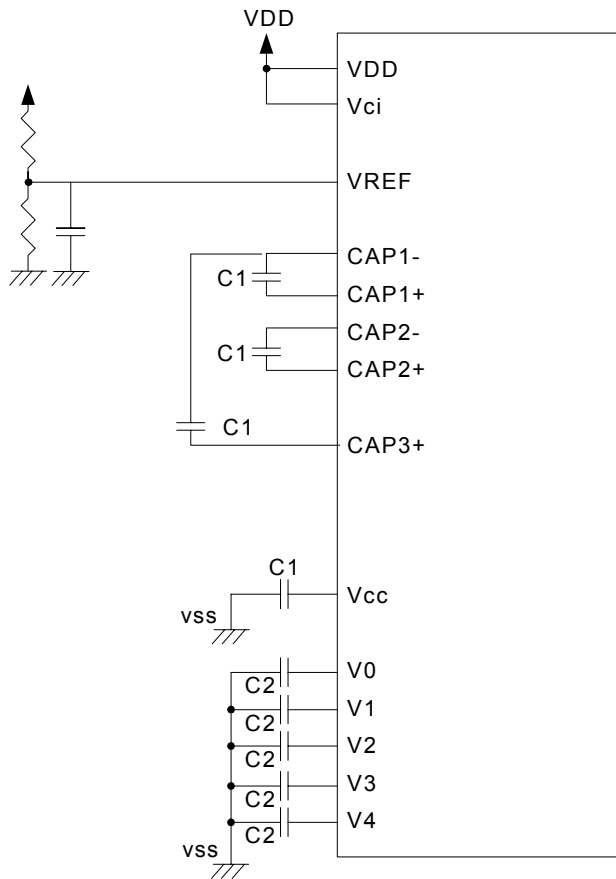 VDD
VDD
Vci
VREF
CAP1-
C1
CAP1+
CAP2-
C1
CAP2+
C1
CAP3+
C1
Vcc
vss
V0
C2
V1
C2
V2
C2
V3
C2
V4
C2
vss